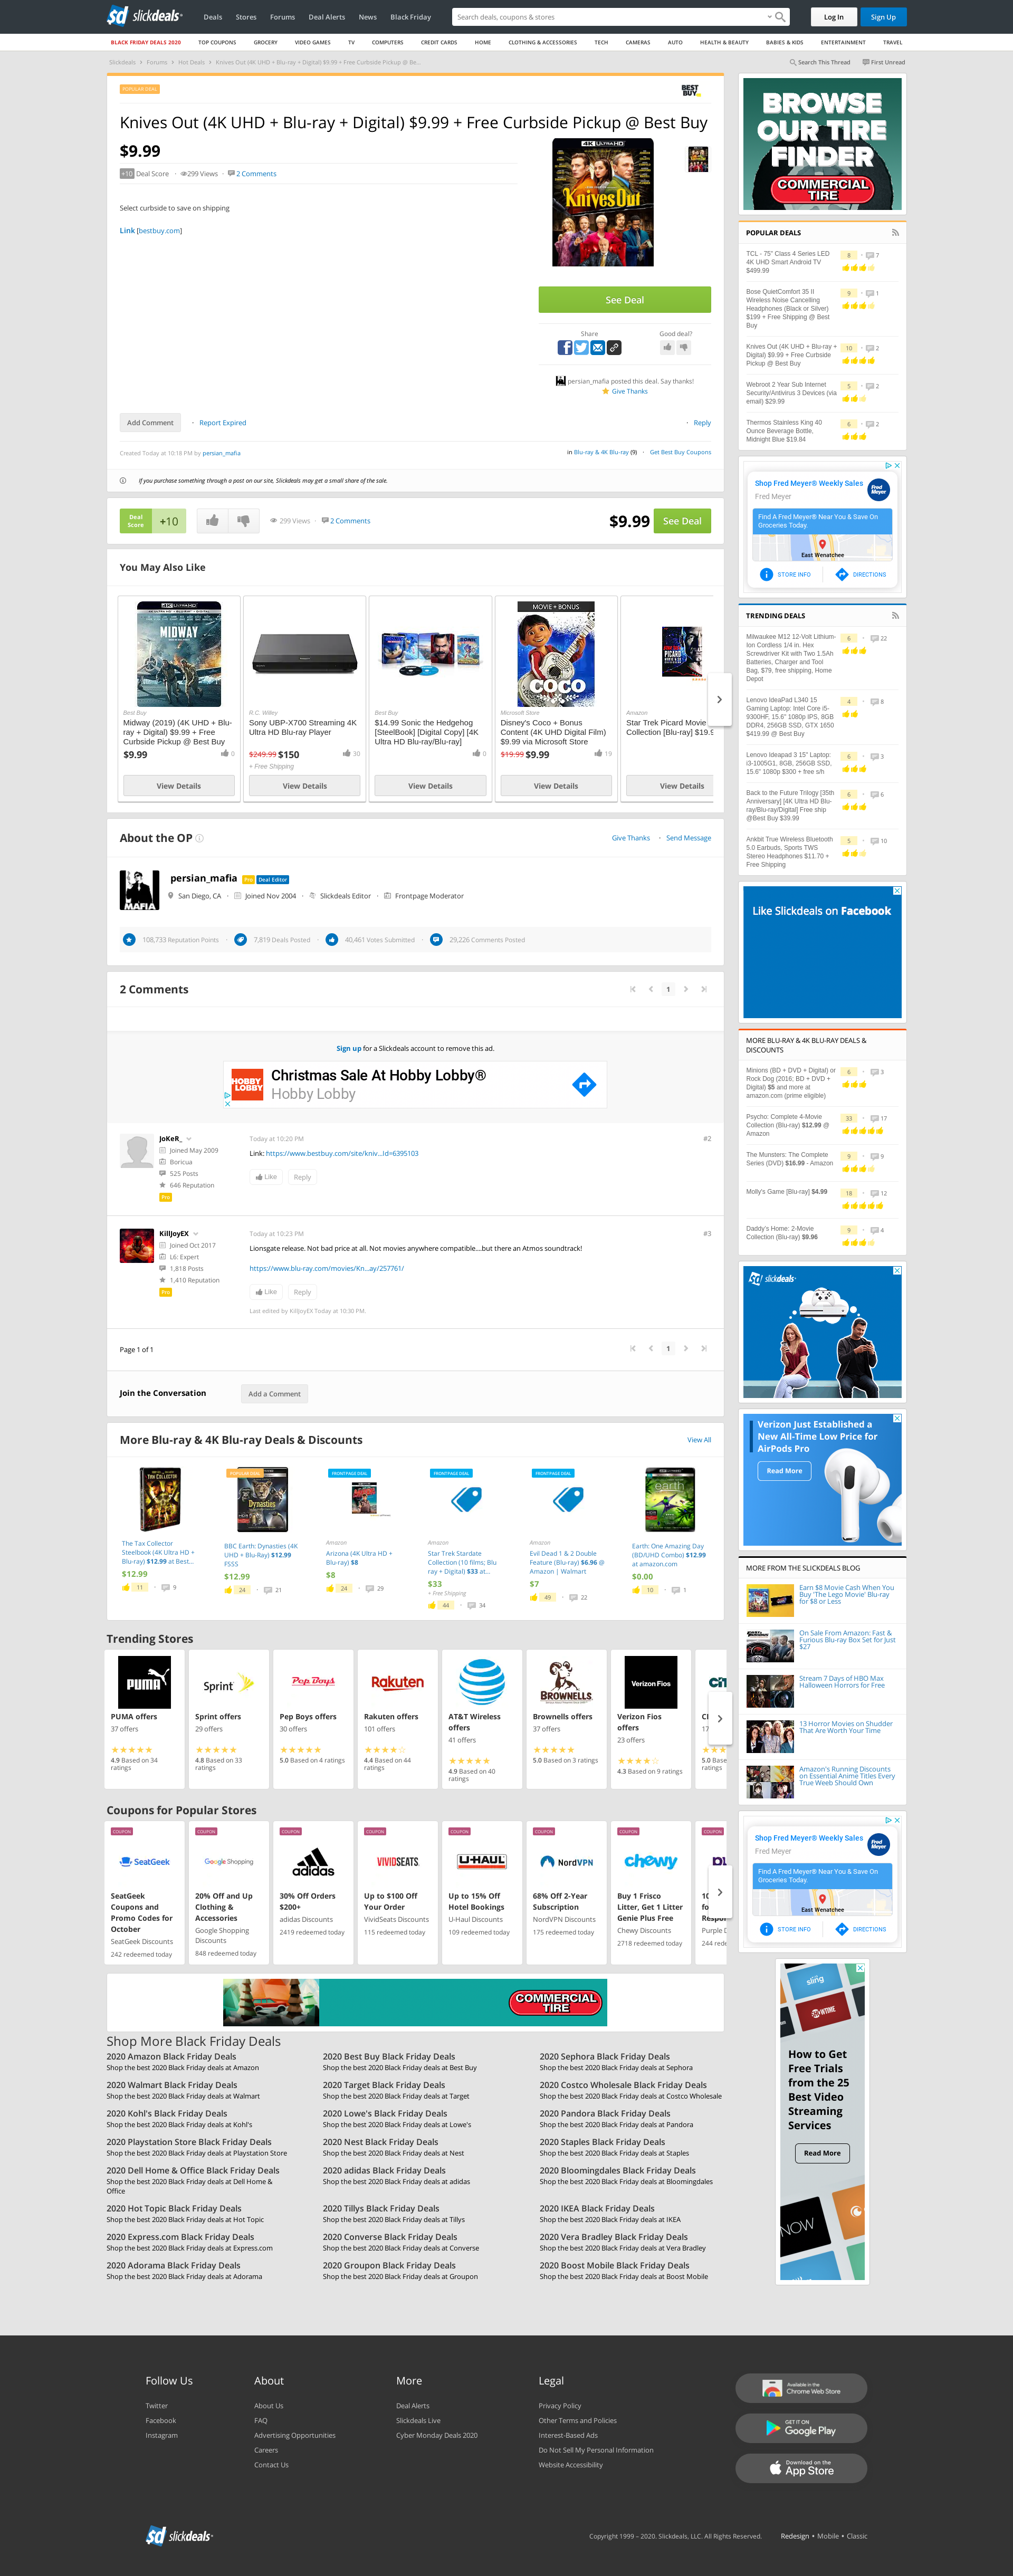 slickdeals
Deals
Stores
Forums
Deal Alerts
News
Black Friday
Search deals, coupons & stores
Log In
Sign Up
BLACK FRIDAY DEALS 2020
TOP COUPONS
GROCERY
VIDEO GAMES
TV
COMPUTERS
CREDIT CARDS
HOME
CLOTHING & ACCESSORIES
TECH
CAMERAS
AUTO
HEALTH & BEAUTY
BABIES & KIDS
ENTERTAINMENT
TRAVEL
Slickdeals
Forums
Hot Deals
Knives Out (4K UHD + Blu-ray + Digital) $9.99 + Free Curbside Pickup @ Be...
Search This Thread
First Unread
POPULAR DEAL
BEST BUY
Knives Out (4K UHD + Blu-ray + Digital) $9.99 + Free Curbside Pickup @ Best Buy
$9.99
+10 Deal Score
299 Views
2 Comments
Select curbside to save on shipping
Link [bestbuy.com]
See Deal
Share
Good deal?
persian_mafia posted this deal. Say thanks!
Give Thanks
Add Comment
Report Expired
Reply
Created Today at 10:18 PM by persian_mafia
in Blu-ray & 4K Blu-ray (9)
Get Best Buy Coupons
If you purchase something through a post on our site, Slickdeals may get a small share of the sale.
Deal Score
+10
299 Views
2 Comments
$9.99
See Deal
You May Also Like
Best Buy
Midway (2019) (4K UHD + Blu-ray + Digital) $9.99 + Free Curbside Pickup @ Best Buy
$9.99
0
View Details
R.C. Willey
Sony UBP-X700 Streaming 4K Ultra HD Blu-ray Player
$249.99 $150
30
+ Free Shipping
View Details
Best Buy
$14.99 Sonic the Hedgehog [SteelBook] [Digital Copy] [4K Ultra HD Blu-ray/Blu-ray]
0
View Details
Microsoft Store
Disney's Coco + Bonus Content (4K UHD Digital Film) $9.99 via Microsoft Store
$19.99 $9.99
19
View Details
Amazon
Star Trek Picard Movie Collection [Blu-ray] $19.9
View Details
About the OP
Give Thanks
Send Message
persian_mafia
Pro
Deal Editor
San Diego, CA
Joined Nov 2004
Slickdeals Editor
Frontpage Moderator
108,733 Reputation Points
7,819 Deals Posted
40,461 Votes Submitted
29,226 Comments Posted
2 Comments
1
Sign up for a Slickdeals account to remove this ad.
HOBBY LOBBY
Christmas Sale At Hobby Lobby®
Hobby Lobby
JoKeR_
Joined May 2009
Boricua
525 Posts
646 Reputation
Pro
Today at 10:20 PM
#2
Link: https://www.bestbuy.com/site/kniv...Id=6395103
Like
Reply
KillJoyEX
Joined Oct 2017
L6: Expert
1,818 Posts
1,410 Reputation
Pro
Today at 10:23 PM
#3
Lionsgate release. Not bad price at all. Not movies anywhere compatible....but there an Atmos soundtrack!
https://www.blu-ray.com/movies/Kn...ay/257761/
Like
Reply
Last edited by KillJoyEX Today at 10:30 PM.
Page 1 of 1
1
Join the Conversation
Add a Comment
More Blu-ray & 4K Blu-ray Deals & Discounts
View All
The Tax Collector Steelbook (4K Ultra HD + Blu-ray) $12.99 at Best...
$12.99
11
9
POPULAR DEAL
BBC Earth: Dynasties (4K UHD + Blu-Ray) $12.99 FSSS
$12.99
24
21
FRONTPAGE DEAL
Amazon
Arizona (4K Ultra HD + Blu-ray) $8
$8
24
29
FRONTPAGE DEAL
Amazon
Star Trek Stardate Collection (10 films; Blu ray + Digital) $33 at...
$33
+ Free Shipping
44
34
FRONTPAGE DEAL
Amazon
Evil Dead 1 & 2 Double Feature (Blu-ray) $6.96 @ Amazon | Walmart
$7
49
22
Earth: One Amazing Day (BD/UHD Combo) $12.99 at amazon.com
$0.00
10
1
Trending Stores
PUMA offers
37 offers
4.9 Based on 34 ratings
Sprint offers
29 offers
4.8 Based on 33 ratings
Pep Boys offers
30 offers
5.0 Based on 4 ratings
Rakuten offers
101 offers
4.4 Based on 44 ratings
AT&T Wireless offers
41 offers
4.9 Based on 40 ratings
Brownells offers
37 offers
5.0 Based on 3 ratings
Verizon Fios offers
23 offers
4.3 Based on 9 ratings
Coupons for Popular Stores
COUPON
SeatGeek Coupons and Promo Codes for October
SeatGeek Discounts
242 redeemed today
COUPON
20% Off and Up Clothing & Accessories
Google Shopping Discounts
848 redeemed today
COUPON
30% Off Orders $200+
adidas Discounts
2419 redeemed today
COUPON
Up to $100 Off Your Order
VividSeats Discounts
115 redeemed today
COUPON
Up to 15% Off Hotel Bookings
U-Haul Discounts
109 redeemed today
COUPON
68% Off 2-Year Subscription
NordVPN Discounts
175 redeemed today
COUPON
Buy 1 Frisco Litter, Get 1 Litter Genie Plus Free
Chewy Discounts
2718 redeemed today
COMMERCIAL TIRE
Shop More Black Friday Deals
2020 Amazon Black Friday Deals
Shop the best 2020 Black Friday deals at Amazon
2020 Best Buy Black Friday Deals
Shop the best 2020 Black Friday deals at Best Buy
2020 Sephora Black Friday Deals
Shop the best 2020 Black Friday deals at Sephora
2020 Walmart Black Friday Deals
Shop the best 2020 Black Friday deals at Walmart
2020 Target Black Friday Deals
Shop the best 2020 Black Friday deals at Target
2020 Costco Wholesale Black Friday Deals
Shop the best 2020 Black Friday deals at Costco Wholesale
2020 Kohl's Black Friday Deals
Shop the best 2020 Black Friday deals at Kohl's
2020 Lowe's Black Friday Deals
Shop the best 2020 Black Friday deals at Lowe's
2020 Pandora Black Friday Deals
Shop the best 2020 Black Friday deals at Pandora
2020 Playstation Store Black Friday Deals
Shop the best 2020 Black Friday deals at Playstation Store
2020 Nest Black Friday Deals
Shop the best 2020 Black Friday deals at Nest
2020 Staples Black Friday Deals
Shop the best 2020 Black Friday deals at Staples
2020 Dell Home & Office Black Friday Deals
Shop the best 2020 Black Friday deals at Dell Home & Office
2020 adidas Black Friday Deals
Shop the best 2020 Black Friday deals at adidas
2020 Bloomingdales Black Friday Deals
Shop the best 2020 Black Friday deals at Bloomingdales
2020 Hot Topic Black Friday Deals
Shop the best 2020 Black Friday deals at Hot Topic
2020 Tillys Black Friday Deals
Shop the best 2020 Black Friday deals at Tillys
2020 IKEA Black Friday Deals
Shop the best 2020 Black Friday deals at IKEA
2020 Express.com Black Friday Deals
Shop the best 2020 Black Friday deals at Express.com
2020 Converse Black Friday Deals
Shop the best 2020 Black Friday deals at Converse
2020 Vera Bradley Black Friday Deals
Shop the best 2020 Black Friday deals at Vera Bradley
2020 Adorama Black Friday Deals
Shop the best 2020 Black Friday deals at Adorama
2020 Groupon Black Friday Deals
Shop the best 2020 Black Friday deals at Groupon
2020 Boost Mobile Black Friday Deals
Shop the best 2020 Black Friday deals at Boost Mobile
BROWSE OUR TIRE FINDER
COMMERCIAL TIRE
POPULAR DEALS
TCL - 75" Class 4 Series LED 4K UHD Smart Android TV $499.99
8
7
Bose QuietComfort 35 II Wireless Noise Cancelling Headphones (Black or Silver) $199 + Free Shipping @ Best Buy
9
1
Knives Out (4K UHD + Blu-ray + Digital) $9.99 + Free Curbside Pickup @ Best Buy
10
2
Webroot 2 Year Sub Internet Security/Antivirus 3 Devices (via email) $29.99
5
2
Thermos Stainless King 40 Ounce Beverage Bottle, Midnight Blue $19.84
6
2
Shop Fred Meyer® Weekly Sales
Fred Meyer
Find A Fred Meyer® Near You & Save On Groceries Today.
East Wenatchee
STORE INFO
DIRECTIONS
TRENDING DEALS
Milwaukee M12 12-Volt Lithium-Ion Cordless 1/4 in. Hex Screwdriver Kit with Two 1.5Ah Batteries, Charger and Tool Bag, $79, free shipping, Home Depot
6
22
Lenovo IdeaPad L340 15 Gaming Laptop: Intel Core i5-9300HF, 15.6" 1080p IPS, 8GB DDR4, 256GB SSD, GTX 1650 $419.99 @ Best Buy
4
8
Lenovo Ideapad 3 15" Laptop: i3-1005G1, 8GB, 256GB SSD, 15.6" 1080p $300 + free s/h
6
3
Back to the Future Trilogy [35th Anniversary] [4K Ultra HD Blu-ray/Blu-ray/Digital] Free ship @Best Buy $39.99
6
6
Ankbit True Wireless Bluetooth 5.0 Earbuds, Sports TWS Stereo Headphones $11.70 + Free Shipping
5
10
Like Slickdeals on Facebook
MORE BLU-RAY & 4K BLU-RAY DEALS & DISCOUNTS
Minions (BD + DVD + Digital) or Rock Dog (2016; BD + DVD + Digital) $5 and more at amazon.com (prime eligible)
6
3
Psycho: Complete 4-Movie Collection (Blu-ray) $12.99 @ Amazon
33
17
The Munsters: The Complete Series (DVD) $16.99 - Amazon
9
9
Molly's Game [Blu-ray] $4.99
18
12
Daddy's Home: 2-Movie Collection (Blu-ray) $9.96
9
4
slickdeals
Verizon Just Established a New All-Time Low Price for AirPods Pro
Read More
MORE FROM THE SLICKDEALS BLOG
Earn $8 Movie Cash When You Buy 'The Lego Movie' Blu-ray for $8 or Less
On Sale From Amazon: Fast & Furious Blu-ray Box Set for Just $27
Stream 7 Days of HBO Max Halloween Horrors for Free
13 Horror Movies on Shudder That Are Worth Your Time
Amazon's Running Discounts on Essential Anime Titles Every True Weeb Should Own
Shop Fred Meyer® Weekly Sales
Fred Meyer
Find A Fred Meyer® Near You & Save On Groceries Today.
East Wenatchee
STORE INFO
DIRECTIONS
sling
SHOWTIME
How to Get Free Trials from the 25 Best Video Streaming Services
Read More
NOW
Follow Us
Twitter
Facebook
Instagram
About
About Us
FAQ
Advertising Opportunities
Careers
Contact Us
More
Deal Alerts
Slickdeals Live
Cyber Monday Deals 2020
Legal
Privacy Policy
Other Terms and Policies
Interest-Based Ads
Do Not Sell My Personal Information
Website Accessibility
Available in the Chrome Web Store
GET IT ON Google Play
Download on the App Store
slickdeals
Copyright 1999 – 2020. Slickdeals, LLC. All Rights Reserved.
Redesign • Mobile • Classic